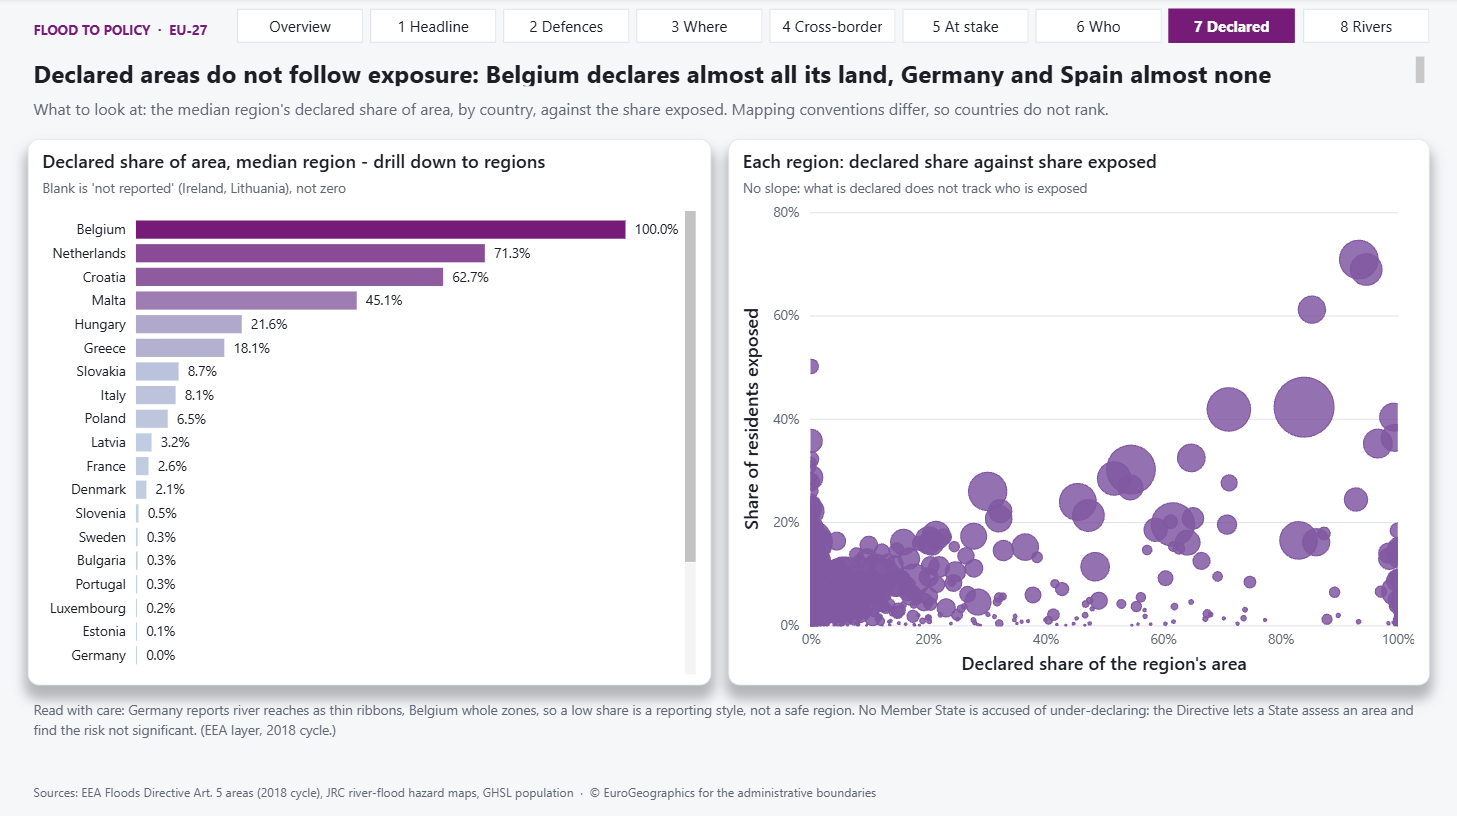 FLOOD TO POLICY · EU-27
Overview
1 Headline
2 Defences
3 Where
4 Cross-border
5 At stake
6 Who
7 Declared
8 Rivers
Declared areas do not follow exposure: Belgium declares almost all its land, Germany and Spain almost none
What to look at: the median region's declared share of area, by country, against the share exposed. Mapping conventions differ, so countries do not rank.
Declared share of area, median region - drill down to regions
Blank is 'not reported' (Ireland, Lithuania), not zero
Belgium 100.0%
Netherlands 71.3%
Croatia 62.7%
Malta 45.1%
Hungary 21.6%
Greece 18.1%
Slovakia 8.7%
Italy 8.1%
Poland 6.5%
Latvia 3.2%
France 2.6%
Denmark 2.1%
Slovenia 0.5%
Sweden 0.3%
Bulgaria 0.3%
Portugal 0.3%
Luxembourg 0.2%
Estonia 0.1%
Germany 0.0%
Each region: declared share against share exposed
No slope: what is declared does not track who is exposed
Share of residents exposed
80%
60%
40%
20%
0%
0% 20% 40% 60% 80% 100%
Declared share of the region's area
Read with care: Germany reports river reaches as thin ribbons, Belgium whole zones, so a low share is a reporting style, not a safe region. No Member State is accused of under-declaring: the Directive lets a State assess an area and
find the risk not significant. (EEA layer, 2018 cycle.)
Sources: EEA Floods Directive Art. 5 areas (2018 cycle), JRC river-flood hazard maps, GHSL population · © EuroGeographics for the administrative boundaries